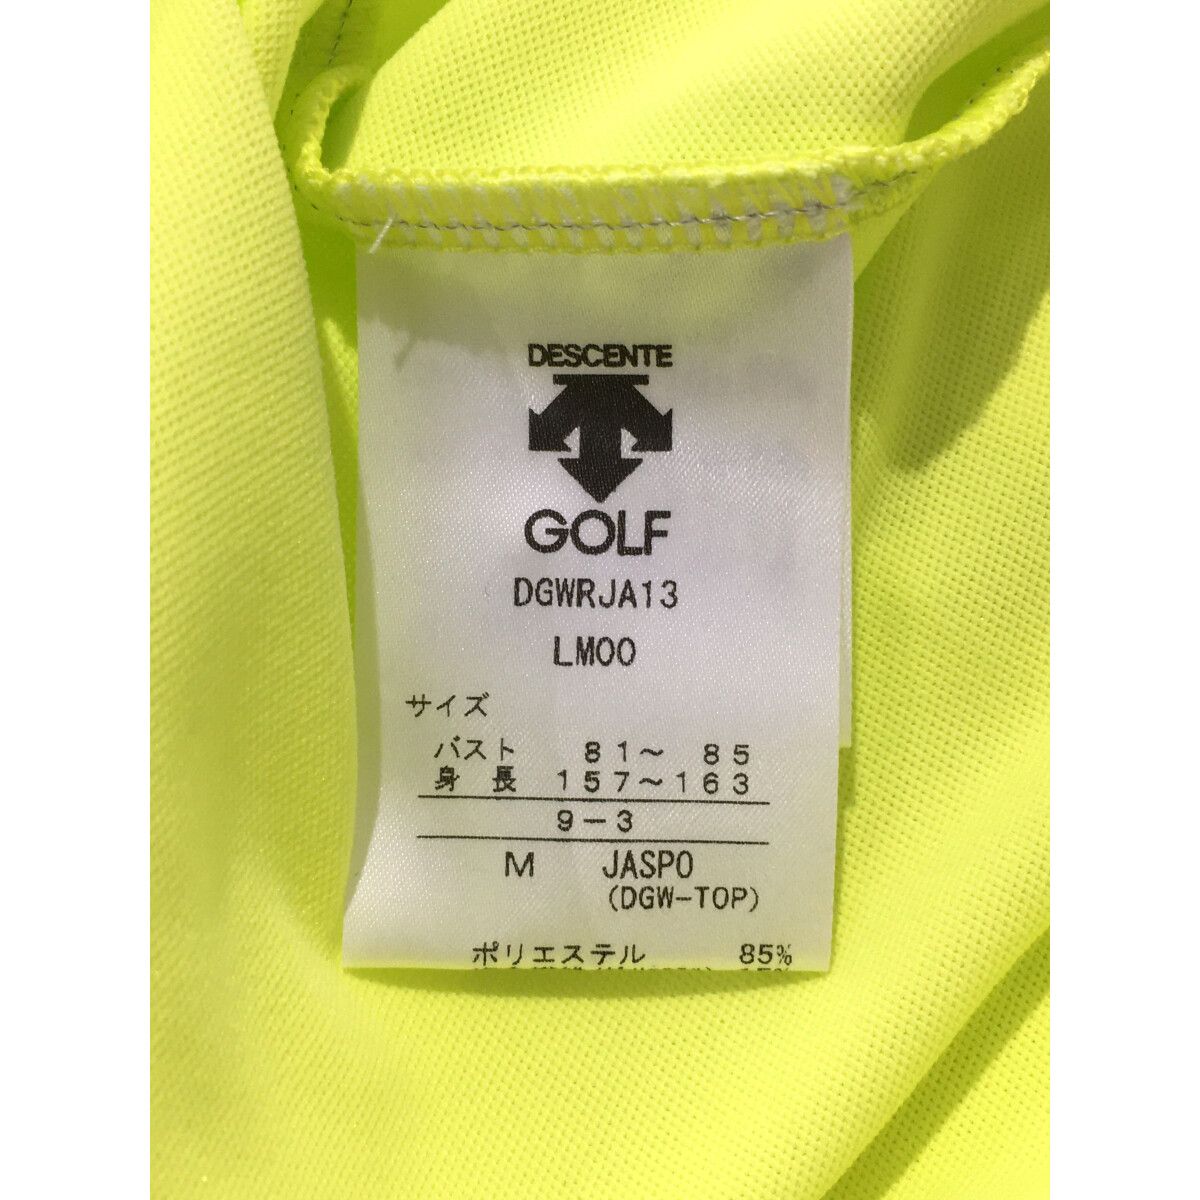 DESCENTE
GOLF
DGWRJA13
LM00
サイズ
バスト 81～ 85
身長 157～163
9－3
M JASPO
(DGW-TOP)
ポリエステル 85%